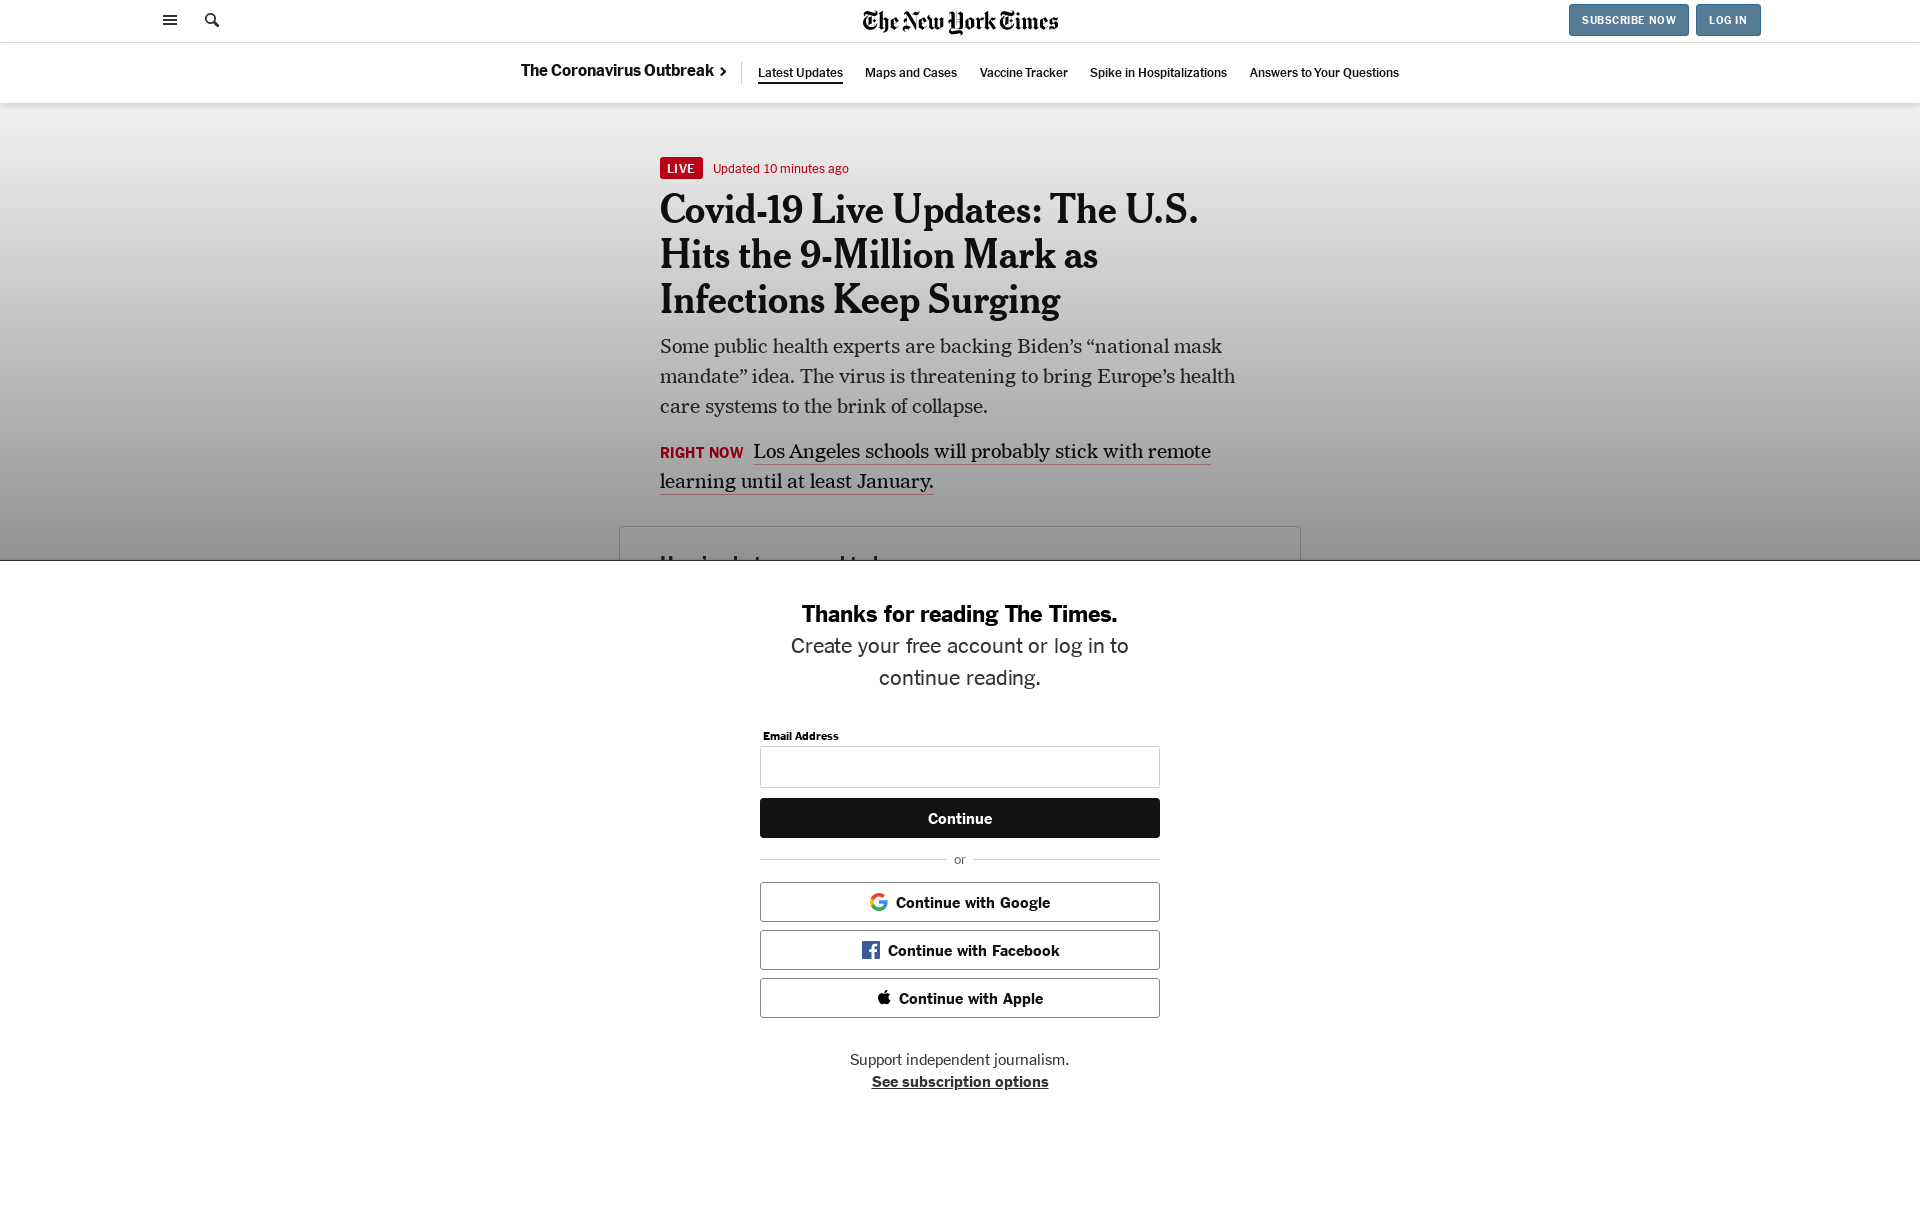 The New York Times
SUBSCRIBE NOW
LOG IN
The Coronavirus Outbreak
Latest Updates
Maps and Cases
Vaccine Tracker
Spike in Hospitalizations
Answers to Your Questions
LIVE
Updated 10 minutes ago
Covid-19 Live Updates: The U.S.
Hits the 9-Million Mark as
Infections Keep Surging
Some public health experts are backing Biden’s “national mask
mandate” idea. The virus is threatening to bring Europe’s health
care systems to the brink of collapse.
RIGHT NOW Los Angeles schools will probably stick with remote
learning until at least January.
Thanks for reading The Times.
Create your free account or log in to
continue reading.
Email Address
Continue
or
Continue with Google
Continue with Facebook
Continue with Apple
Support independent journalism.
See subscription options